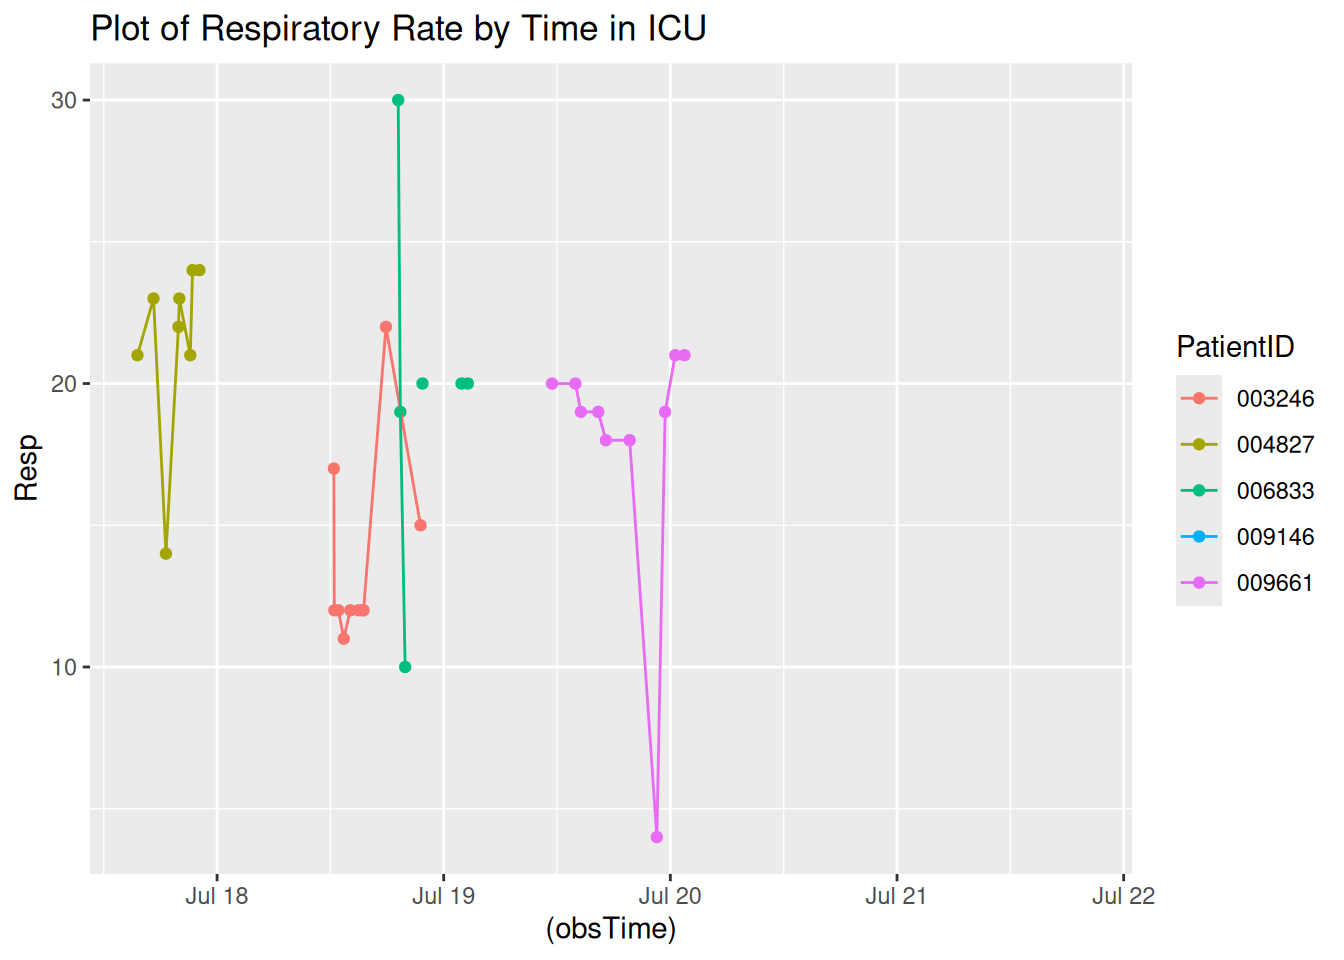 Plot of Respiratory Rate by Time in ICU
30
20
10
Resp
Jul 18
Jul 19
Jul 20
Jul 21
Jul 22
(obsTime)
PatientID
003246
004827
006833
009146
009661